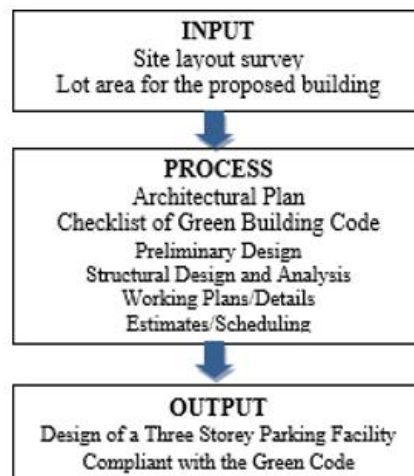 INPUT
Site layout survey
Lot area for the proposed building
PROCESS
Architectural Plan
Checklist of Green Building Code
Preliminary Design
Structural Design and Analysis
Working Plans/Details
Estimates/Scheduling
OUTPUT
Design of a Three Storey Parking Facility
Compliant with the Green Code